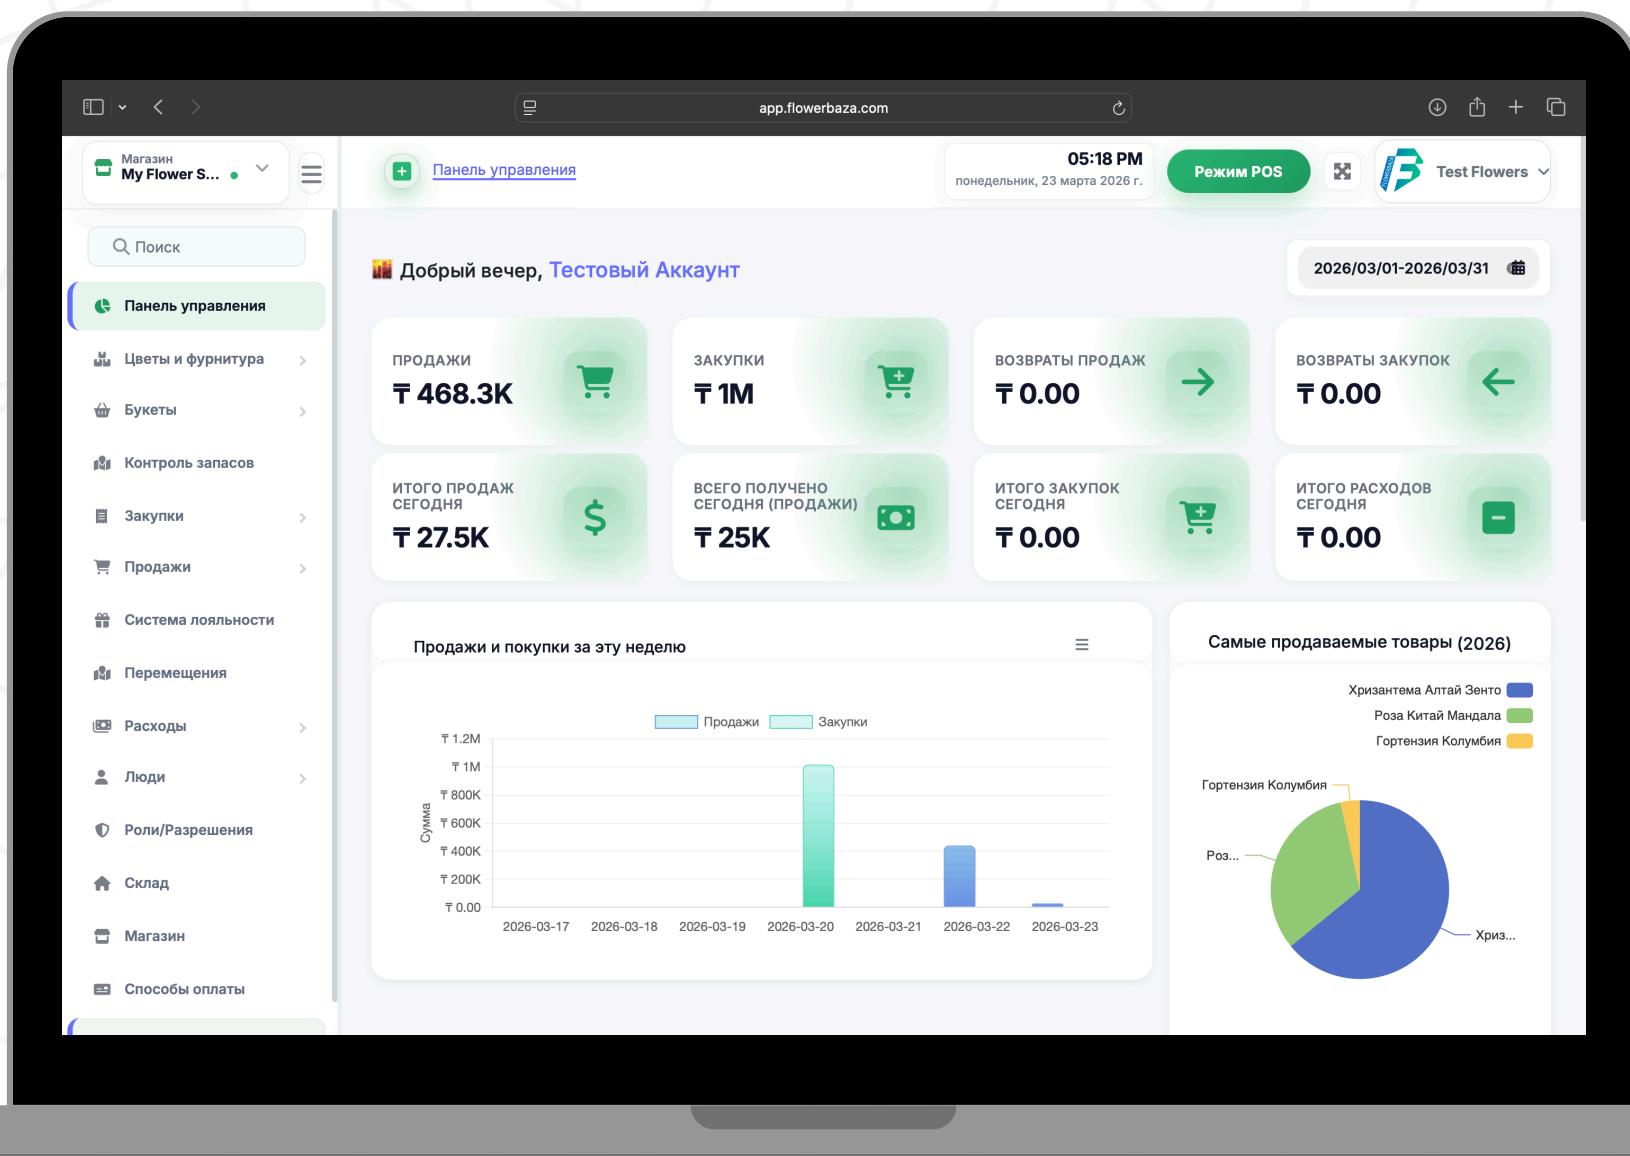 app.flowerbaza.com
Магазин
My Flower S...
Панель управления
05:18 PM
понедельник, 23 марта 2026 г.
Режим POS
Test Flowers
Поиск
Панель управления
Цветы и фурнитура
Букеты
Контроль запасов
Закупки
Продажи
Система лояльности
Перемещения
Расходы
Люди
Роли/Разрешения
Склад
Магазин
Способы оплаты
Добрый вечер, Тестовый Аккаунт
2026/03/01-2026/03/31
ПРОДАЖИ
₸ 468.3K
ЗАКУПКИ
₸ 1M
ВОЗВРАТЫ ПРОДАЖ
₸ 0.00
ВОЗВРАТЫ ЗАКУПОК
₸ 0.00
ИТОГО ПРОДАЖ
СЕГОДНЯ
₸ 27.5K
ВСЕГО ПОЛУЧЕНО
СЕГОДНЯ (ПРОДАЖИ)
₸ 25K
ИТОГО ЗАКУПОК
СЕГОДНЯ
₸ 0.00
ИТОГО РАСХОДОВ
СЕГОДНЯ
₸ 0.00
Продажи и покупки за эту неделю
Продажи Закупки
₸ 1.2M
₸ 1M
₸ 800K
₸ 600K
₸ 400K
₸ 200K
₸ 0.00
Сумма
2026-03-17 2026-03-18 2026-03-19 2026-03-20 2026-03-21 2026-03-22 2026-03-23
Самые продаваемые товары (2026)
Хризантема Алтай Зенто
Роза Китай Мандала
Гортензия Колумбия
Гортензия Колумбия
Роз...
Хриз...